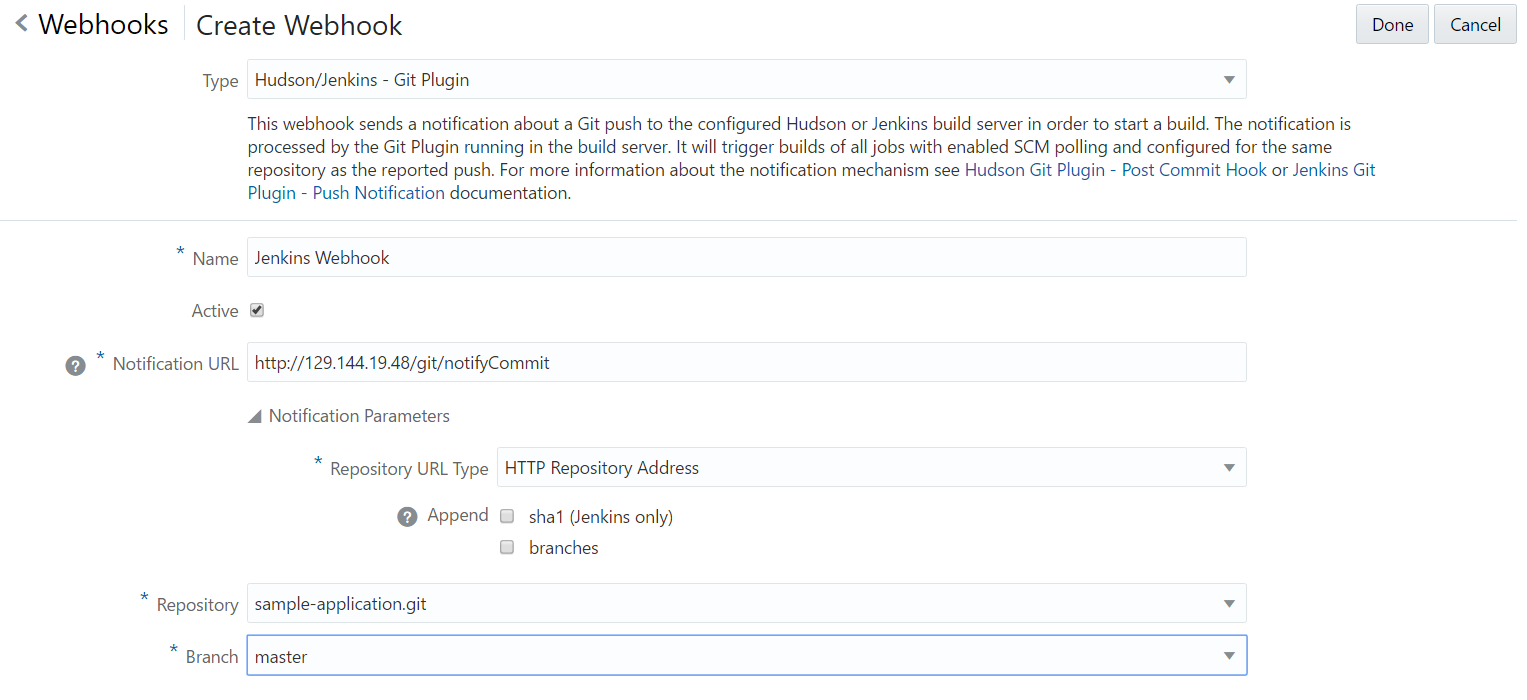 Webhooks Create Webhook Done Cancel
Type Hudson/Jenkins - Git Plugin
This webhook sends a notification about a Git push to the configured Hudson or Jenkins build server in order to start a build. The notification is
processed by the Git Plugin running in the build server. It will trigger builds of all jobs with enabled SCM polling and configured for the same
repository as the reported push. For more information about the notification mechanism see Hudson Git Plugin - Post Commit Hook or Jenkins Git
Plugin - Push Notification documentation.
* Name Jenkins Webhook
Active
? * Notification URL http://129.144.19.48/git/notifyCommit
Notification Parameters
* Repository URL Type HTTP Repository Address
? Append sha1 (Jenkins only)
branches
* Repository sample-application.git
* Branch master